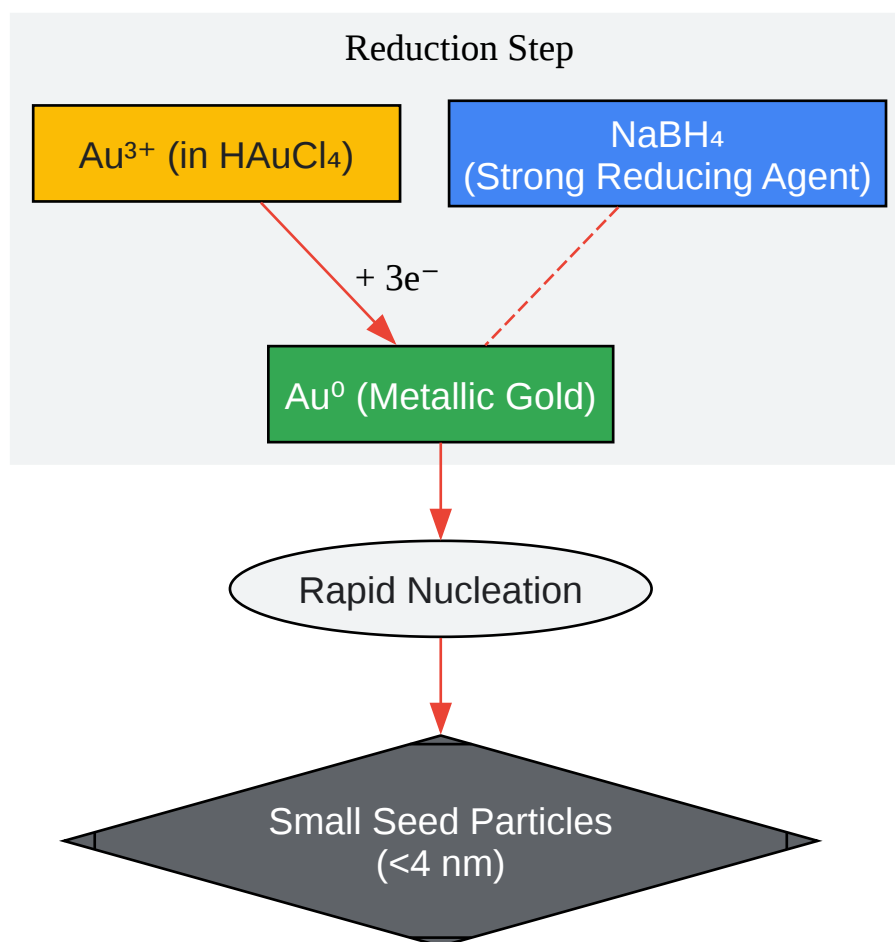 Reduction Step
Au³⁺ (in HAuCl₄)
NaBH₄
(Strong Reducing Agent)
+ 3e⁻
Au⁰ (Metallic Gold)
Rapid Nucleation
Small Seed Particles
(<4 nm)